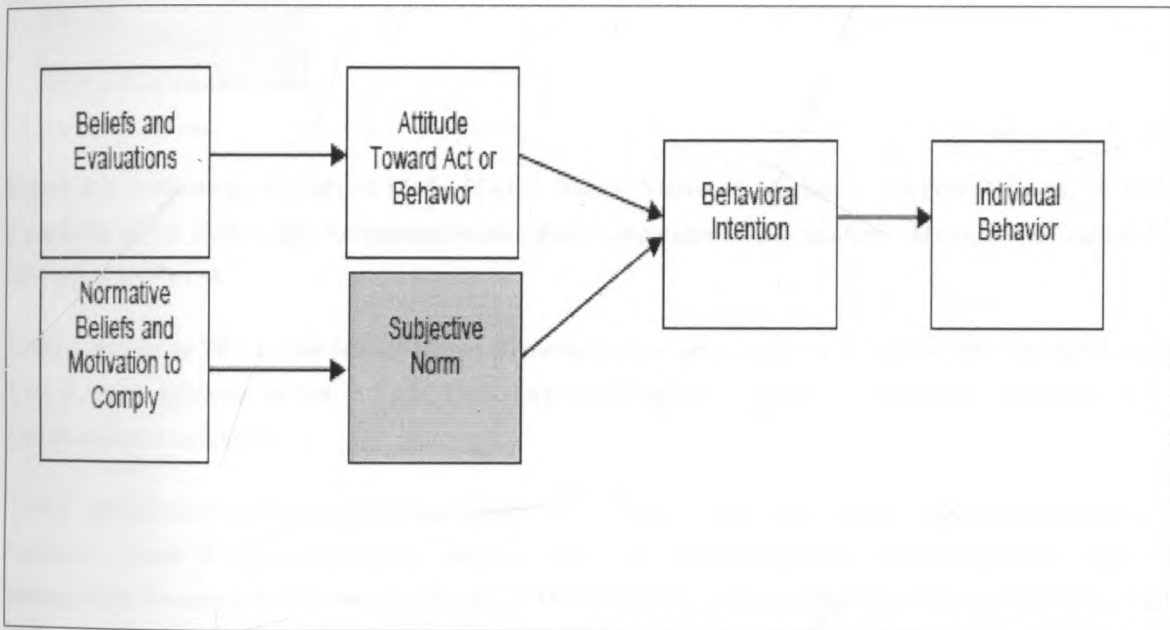 Beliefs and
Evaluations
Attitude
Toward Act or
Behavior
Behavioral
Intention
Individual
Behavior
Normative
Beliefs and
Motivation to
Comply
Subjective
Norm